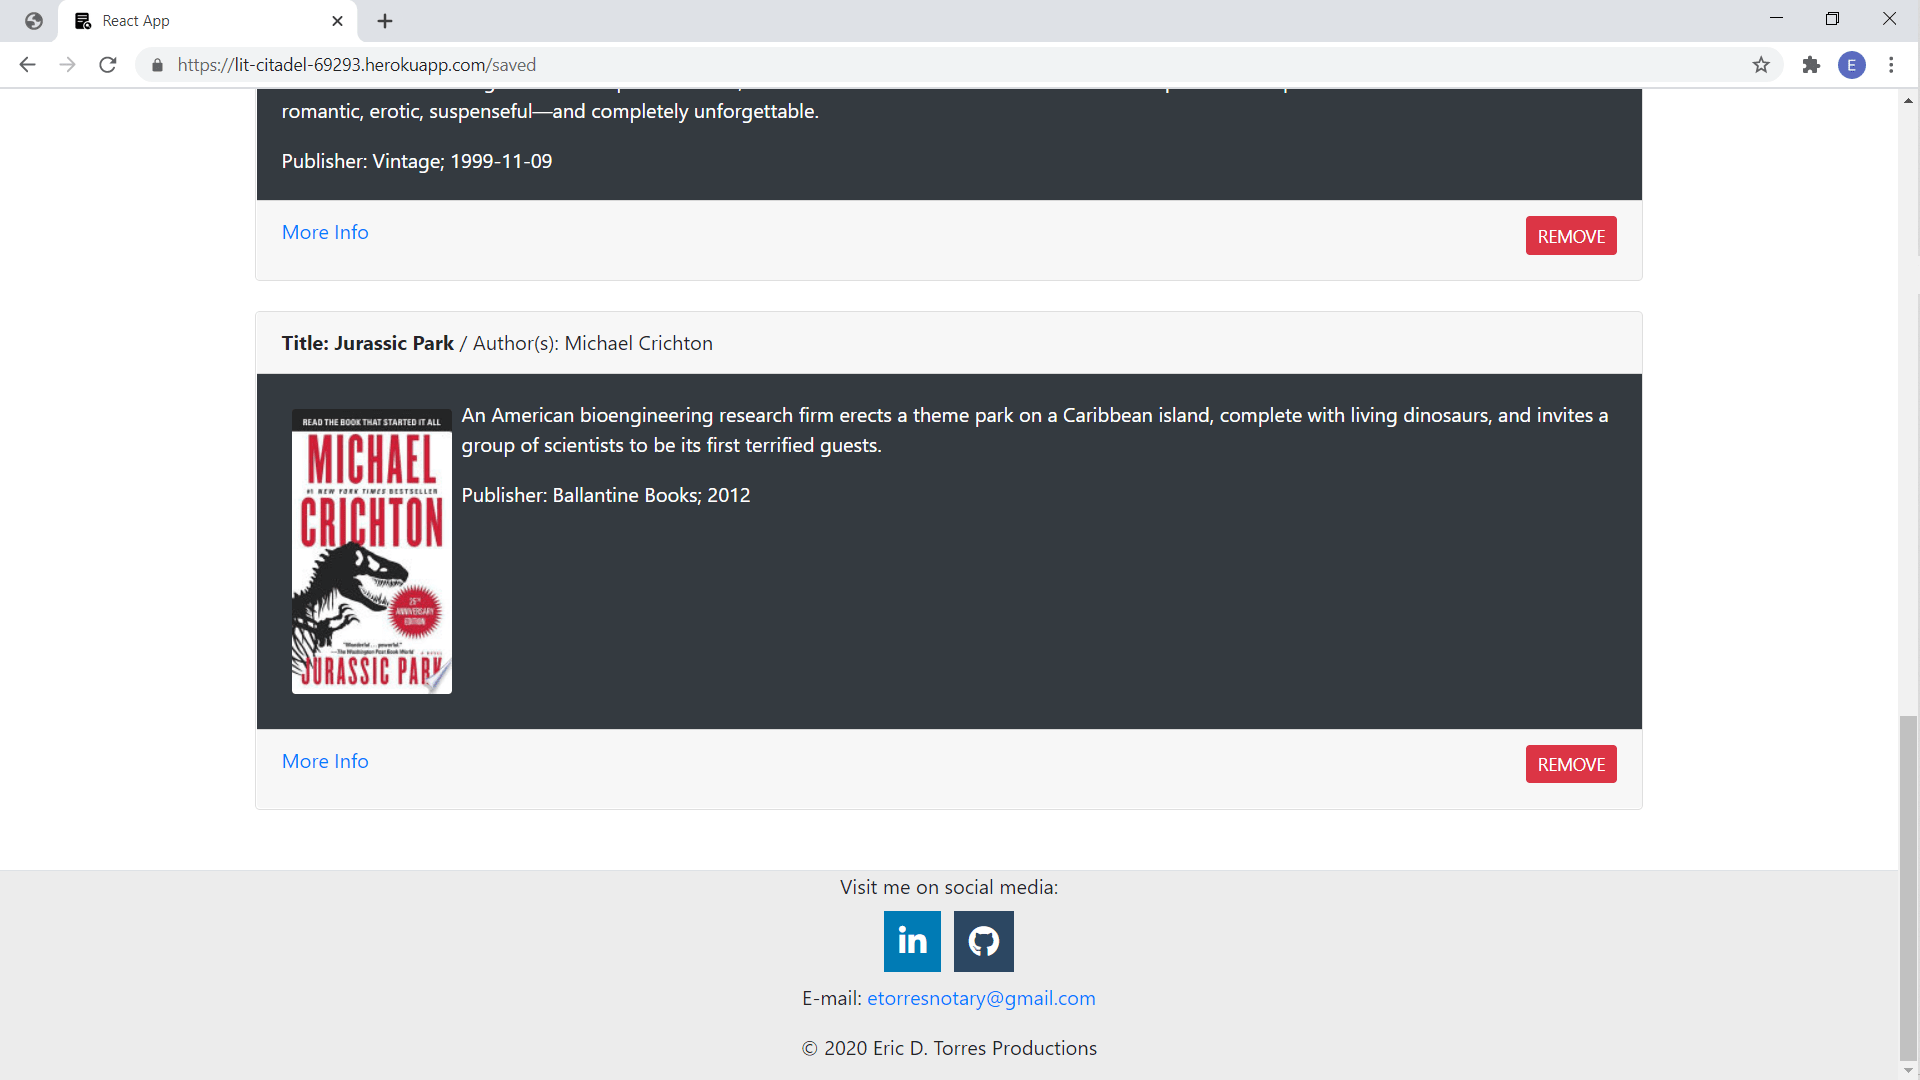 React App
https://lit-citadel-69293.herokuapp.com/saved
E
romantic, erotic, suspenseful—and completely unforgettable.
Publisher: Vintage; 1999-11-09
More Info
REMOVE
Title: Jurassic Park / Author(s): Michael Crichton
READ THE BOOK THAT STARTED IT ALL
MICHAEL
#1 NEW YORK TIMES BESTSELLER
CRICHTON
25TH
ANNIVERSARY
EDITION
"Wonderful . . . powerful."
—The Washington Post Book World
A NOVEL
JURASSIC PARK
An American bioengineering research firm erects a theme park on a Caribbean island, complete with living dinosaurs, and invites a
group of scientists to be its first terrified guests.
Publisher: Ballantine Books; 2012
More Info
REMOVE
Visit me on social media:
in
E-mail: etorresnotary@gmail.com
© 2020 Eric D. Torres Productions